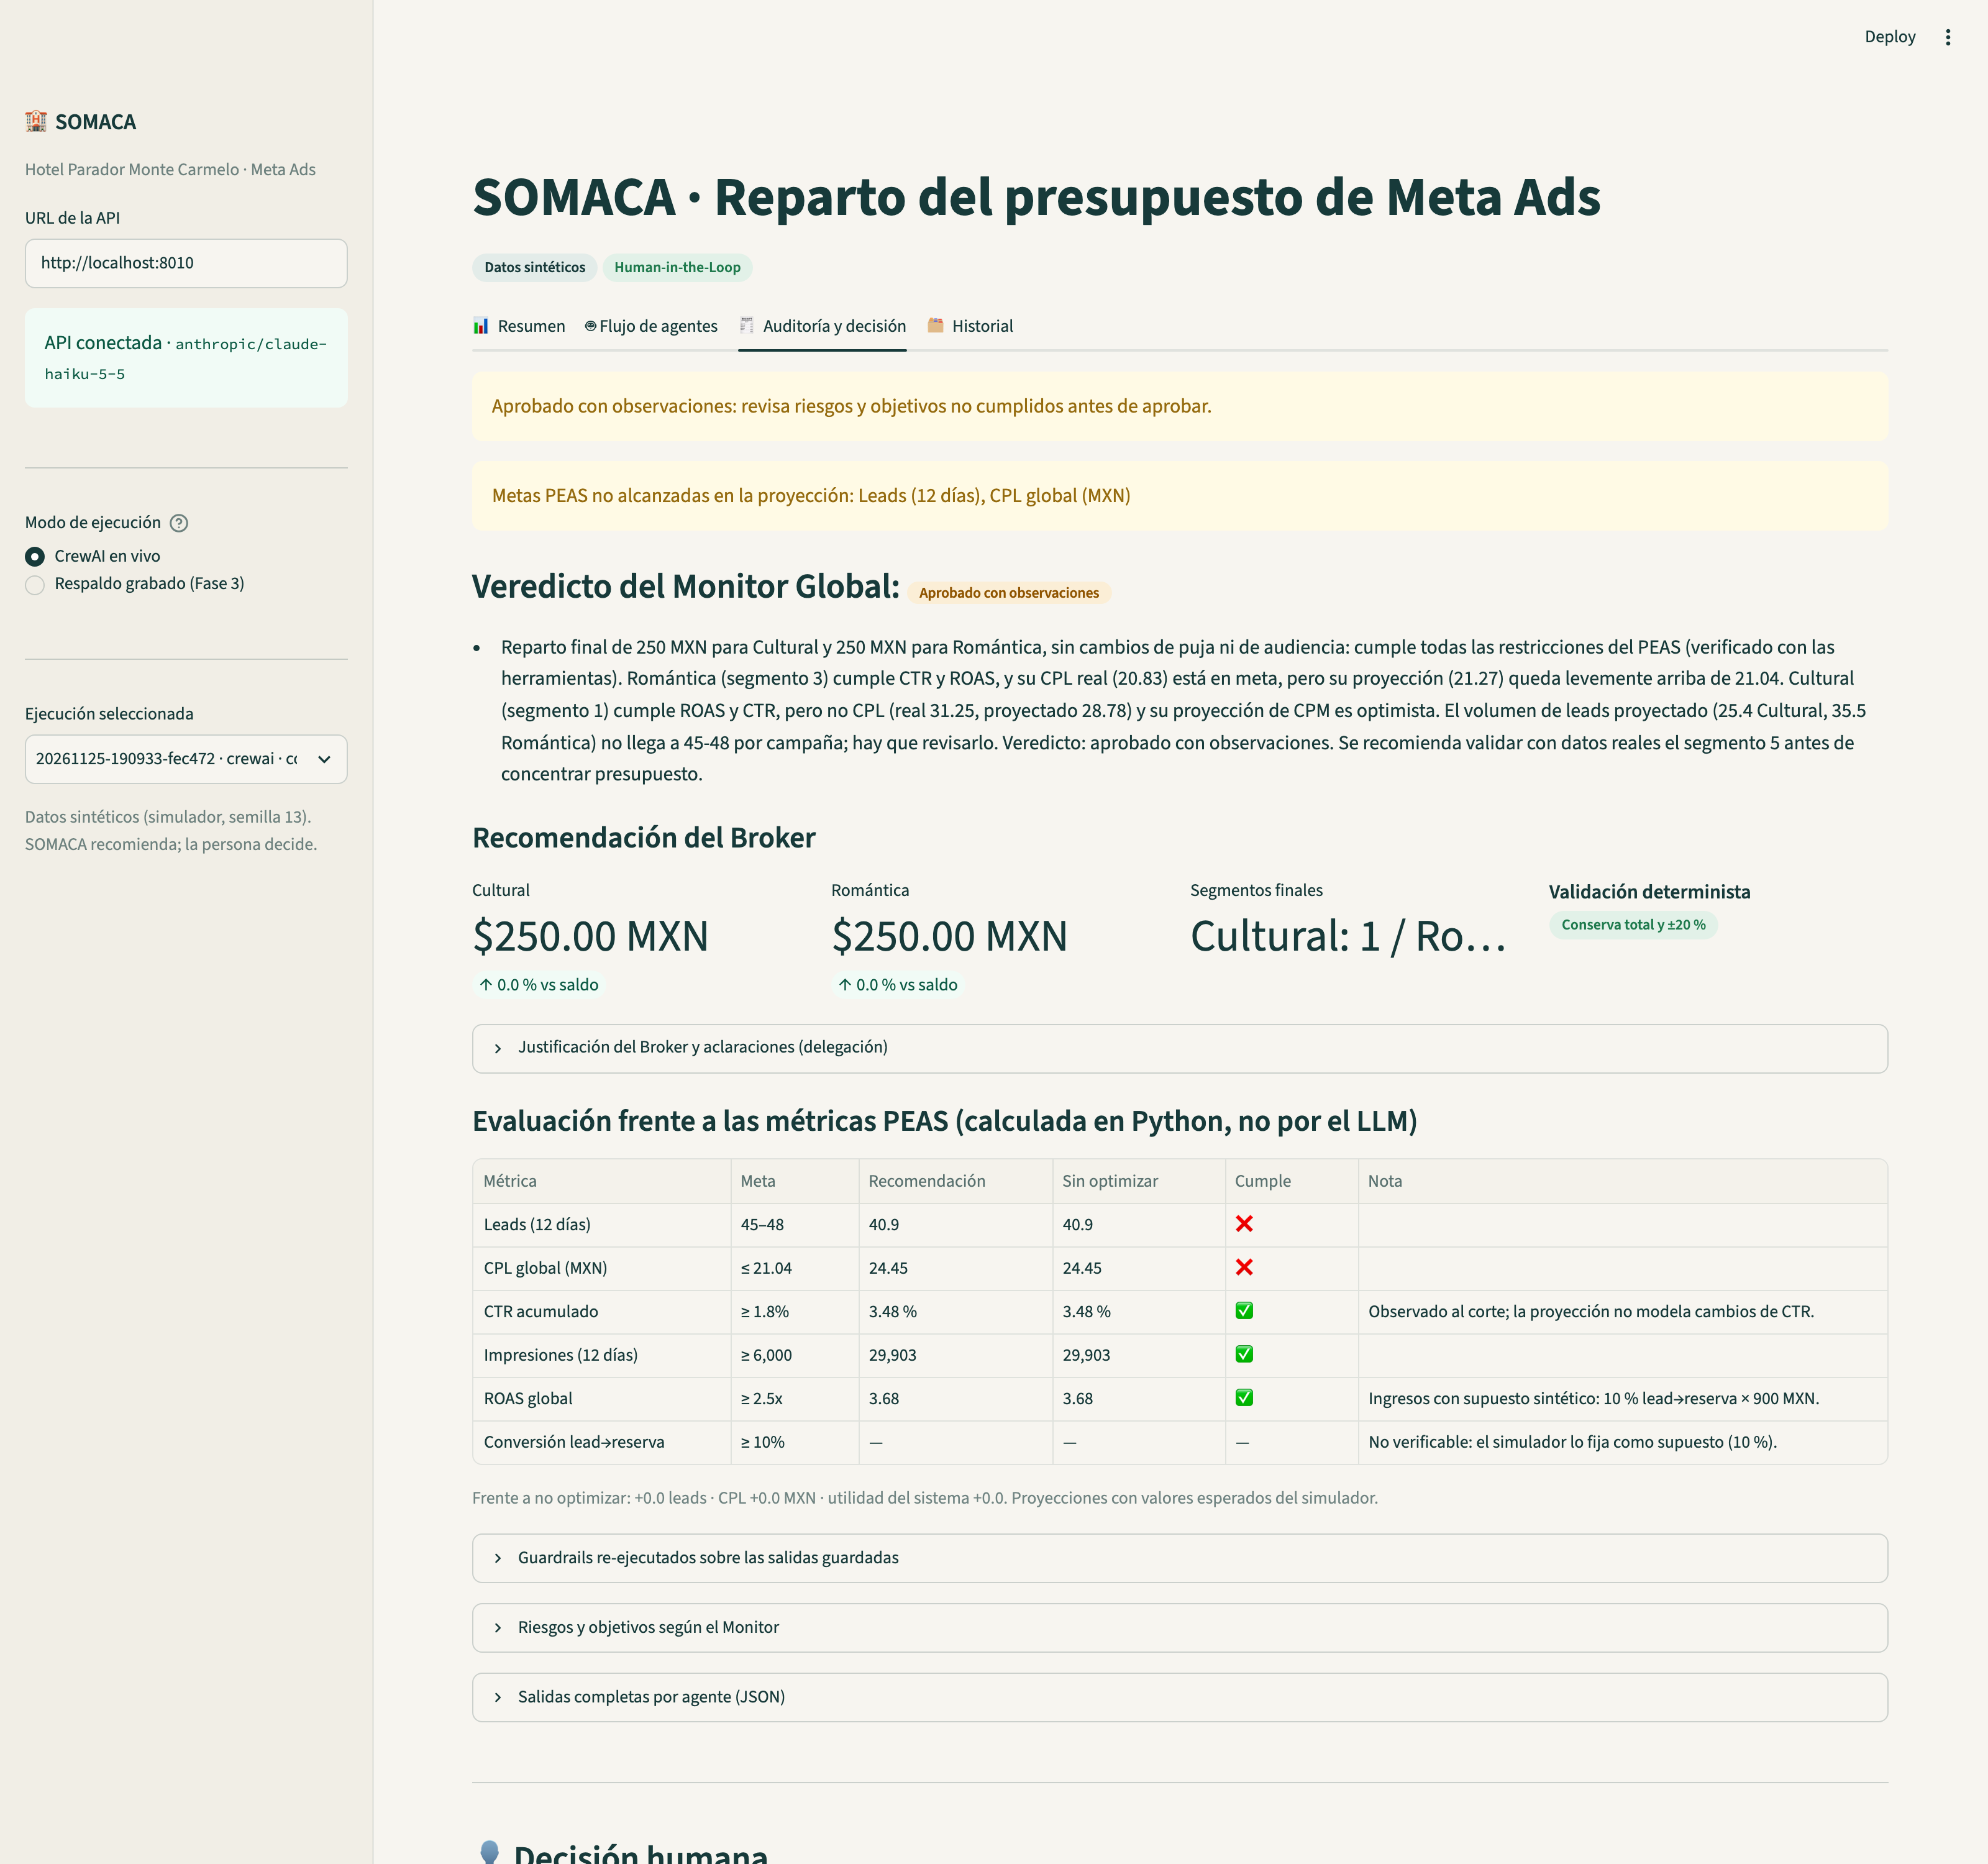 Deploy
SOMACA
Hotel Parador Monte Carmelo · Meta Ads
URL de la API
http://localhost:8010
API conectada · anthropic/claude-
haiku-5-5
Modo de ejecución
CrewAI en vivo
Respaldo grabado (Fase 3)
Ejecución seleccionada
20261125-190933-fec472 · crewai · co
Datos sintéticos (simulador, semilla 13).
SOMACA recomienda; la persona decide.
SOMACA · Reparto del presupuesto de Meta Ads
Datos sintéticos Human-in-the-Loop
Resumen Flujo de agentes Auditoría y decisión Historial
Aprobado con observaciones: revisa riesgos y objetivos no cumplidos antes de aprobar.
Metas PEAS no alcanzadas en la proyección: Leads (12 días), CPL global (MXN)
Veredicto del Monitor Global: Aprobado con observaciones
• Reparto final de 250 MXN para Cultural y 250 MXN para Romántica, sin cambios de puja ni de audiencia: cumple todas las restricciones del PEAS (verificado con las
herramientas). Romántica (segmento 3) cumple CTR y ROAS, y su CPL real (20.83) está en meta, pero su proyección (21.27) queda levemente arriba de 21.04. Cultural
(segmento 1) cumple ROAS y CTR, pero no CPL (real 31.25, proyectado 28.78) y su proyección de CPM es optimista. El volumen de leads proyectado (25.4 Cultural, 35.5
Romántica) no llega a 45-48 por campaña; hay que revisarlo. Veredicto: aprobado con observaciones. Se recomienda validar con datos reales el segmento 5 antes de
concentrar presupuesto.
Recomendación del Broker
Cultural Romántica Segmentos finales Validación determinista
$250.00 MXN $250.00 MXN Cultural: 1 / Ro… Conserva total y ±20 %
↑ 0.0 % vs saldo ↑ 0.0 % vs saldo
Justificación del Broker y aclaraciones (delegación)
Evaluación frente a las métricas PEAS (calculada en Python, no por el LLM)
Métrica Meta Recomendación Sin optimizar Cumple Nota
Leads (12 días) 45–48 40.9 40.9 ❌
CPL global (MXN) ≤ 21.04 24.45 24.45 ❌
CTR acumulado ≥ 1.8% 3.48 % 3.48 % ✅ Observado al corte; la proyección no modela cambios de CTR.
Impresiones (12 días) ≥ 6,000 29,903 29,903 ✅
ROAS global ≥ 2.5x 3.68 3.68 ✅ Ingresos con supuesto sintético: 10 % lead→reserva × 900 MXN.
Conversión lead→reserva ≥ 10% — — — No verificable: el simulador lo fija como supuesto (10 %).
Frente a no optimizar: +0.0 leads · CPL +0.0 MXN · utilidad del sistema +0.0. Proyecciones con valores esperados del simulador.
Guardrails re-ejecutados sobre las salidas guardadas
Riesgos y objetivos según el Monitor
Salidas completas por agente (JSON)
Decisión humana